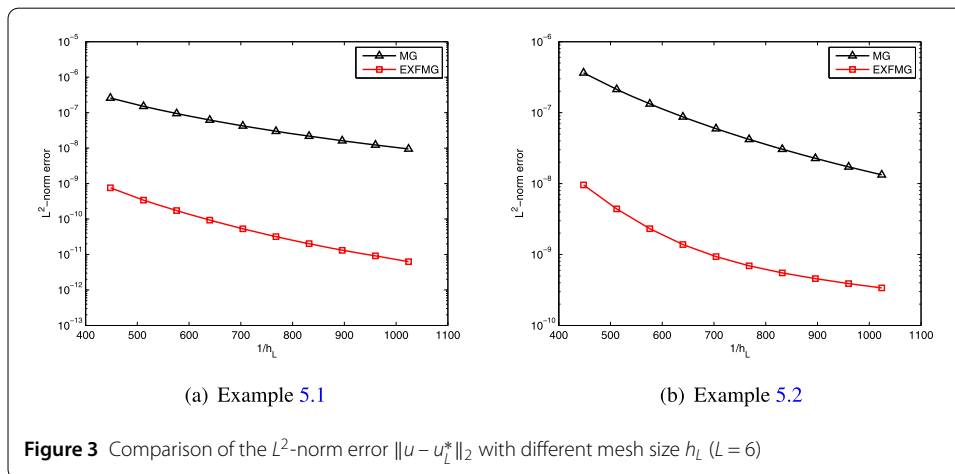 10⁻⁵
10⁻⁶
10⁻⁷
10⁻⁸
10⁻⁹
10⁻¹⁰
10⁻¹¹
10⁻¹²
10⁻¹³
L²−norm error
400 500 600 700 800 900 1000 1100
1/h_L
MG
EXFMG
(a) Example 5.1
10⁻⁶
10⁻⁷
10⁻⁸
10⁻⁹
10⁻¹⁰
L²−norm error
400 500 600 700 800 900 1000 1100
1/h_L
MG
EXFMG
(b) Example 5.2
Figure 3 Comparison of the L²-norm error ‖u – u*_L‖₂ with different mesh size h_L (L = 6)